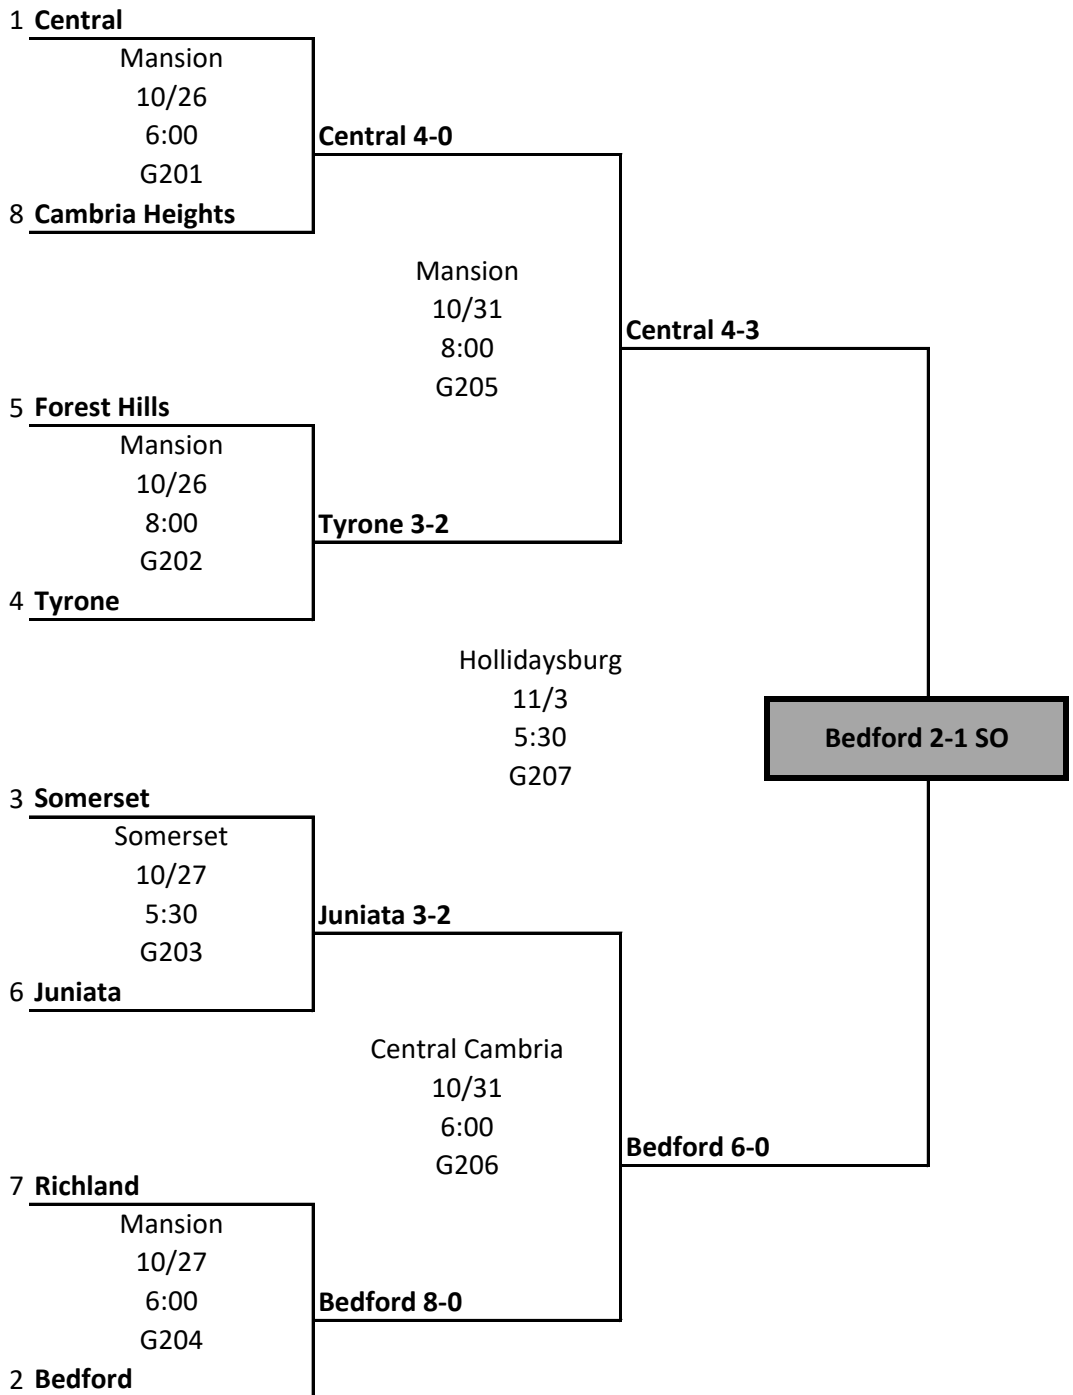 1 Central
Mansion
10/26
6:00
G201
Central 4-0
8 Cambria Heights
Mansion
10/31
8:00
G205
Central 4-3
5 Forest Hills
Mansion
10/26
8:00
G202
Tyrone 3-2
4 Tyrone
Hollidaysburg
11/3
5:30
G207
Bedford 2-1 SO
3 Somerset
Somerset
10/27
5:30
G203
Juniata 3-2
6 Juniata
Central Cambria
10/31
6:00
G206
Bedford 6-0
7 Richland
Mansion
10/27
6:00
G204
Bedford 8-0
2 Bedford